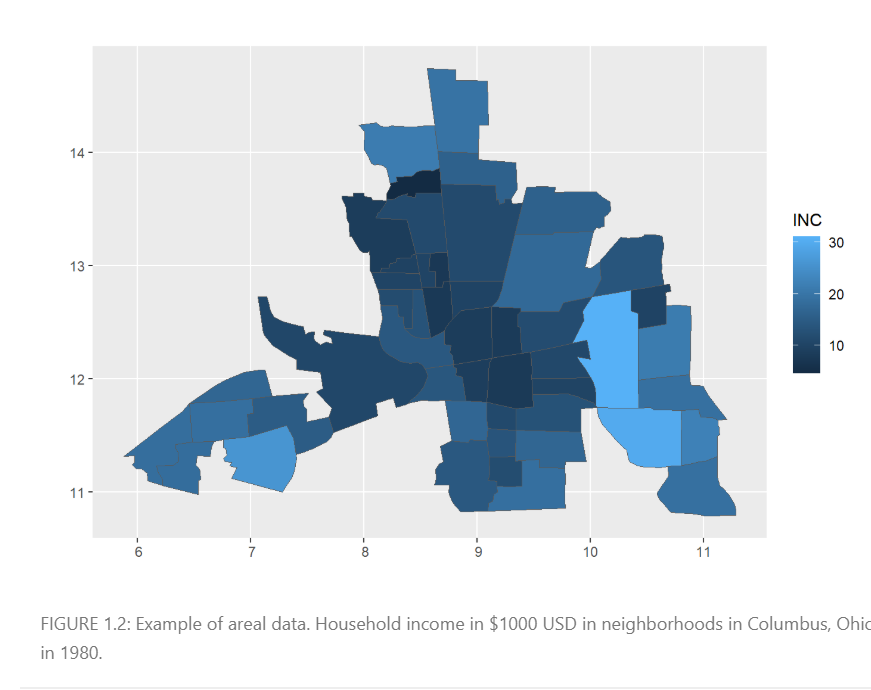 14
13
12
11
6 7 8 9 10 11
INC
30
20
10
FIGURE 1.2: Example of areal data. Household income in $1000 USD in neighborhoods in Columbus,
in 1980.